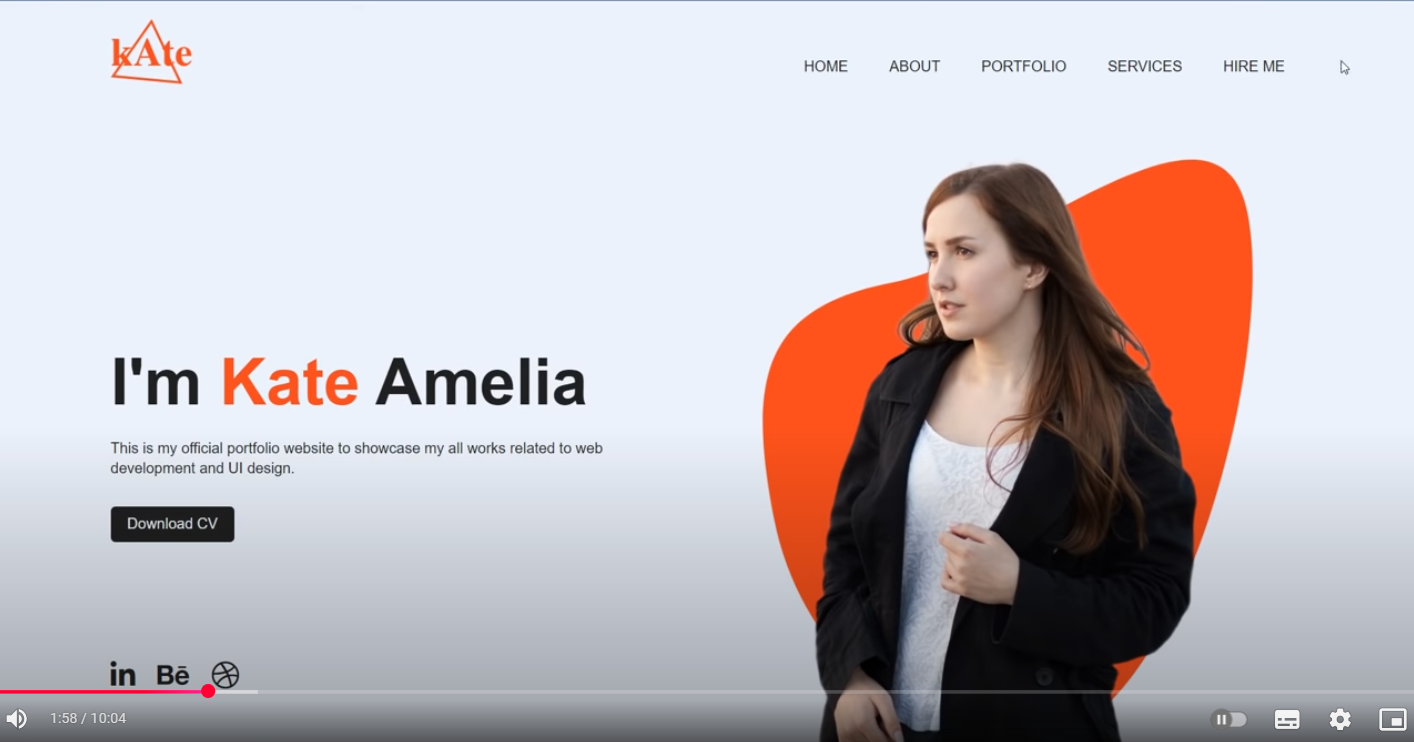 kAte
HOME ABOUT PORTFOLIO SERVICES HIRE ME
I'm Kate Amelia
This is my official portfolio website to showcase my all works related to web
development and UI design.
Download CV
in Bē
1:58 / 10:04